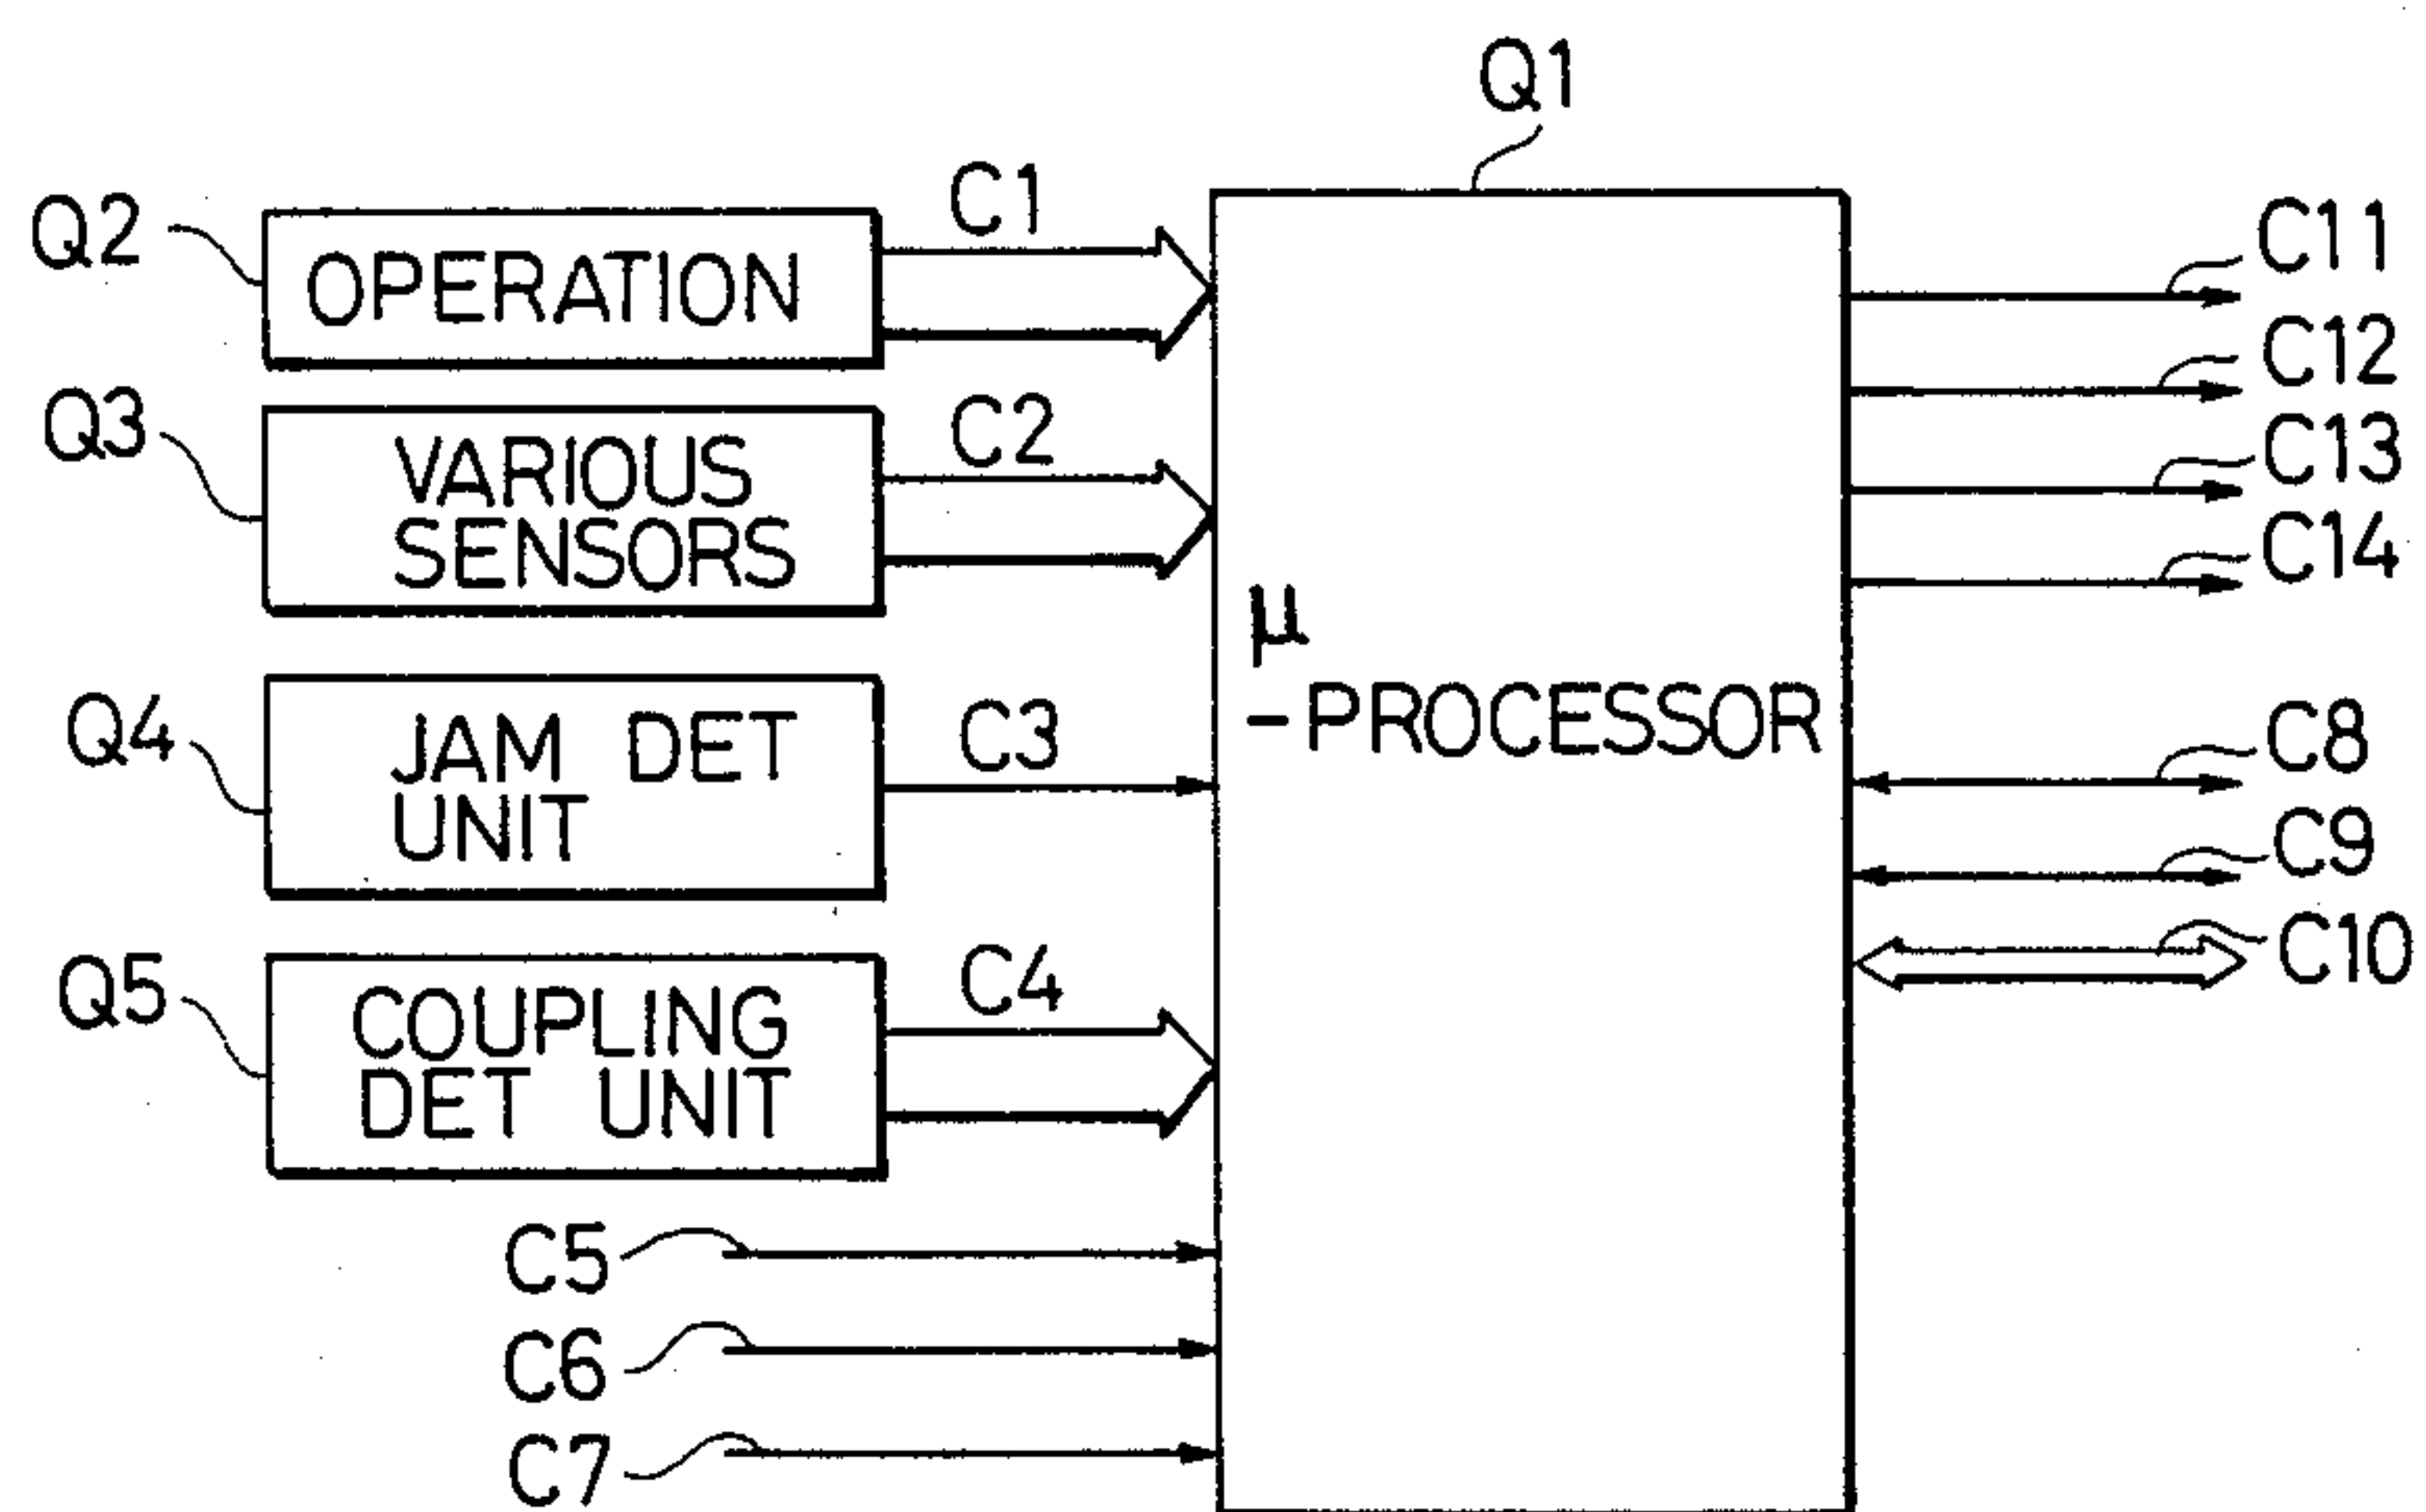 Q1
Q2
OPERATION
C1
C11
C12
Q3
VARIOUS
SENSORS
C2
C13
C14
μ
-PROCESSOR
Q4
JAM DET
UNIT
C3
C8
C9
Q5
COUPLING
DET UNIT
C4
C10
C5
C6
C7